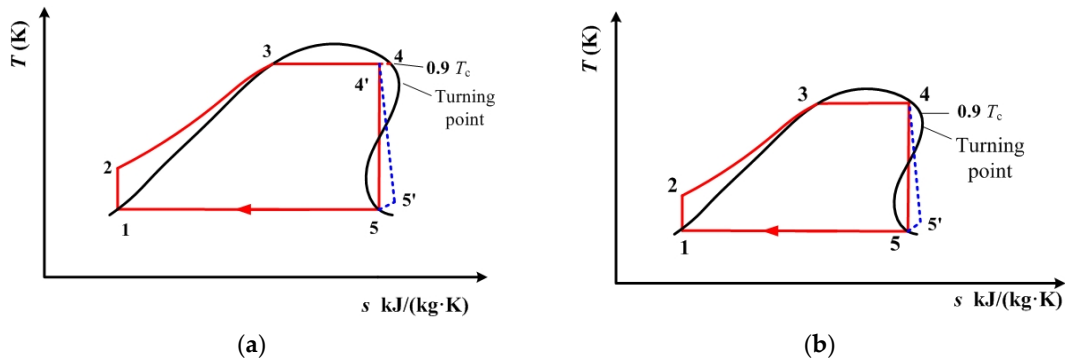 T (K)
3
4
0.9 Tc
4'
Turning
point
2
1
5
5'
s kJ/(kg·K)
(a)
T (K)
3
4
0.9 Tc
Turning
point
2
1
5
5'
s kJ/(kg·K)
(b)